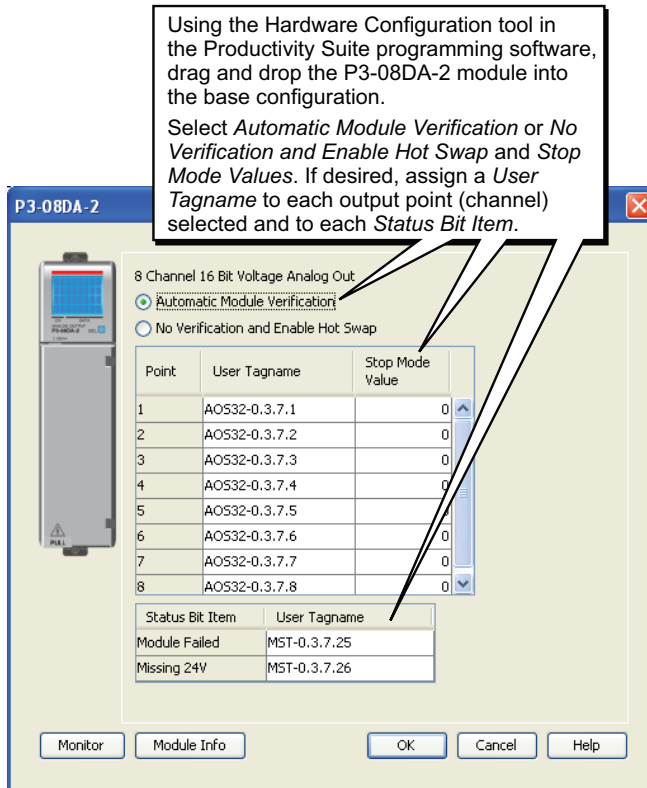 Using the Hardware Configuration tool in
the Productivity Suite programming software,
drag and drop the P3-08DA-2 module into
the base configuration.
Select Automatic Module Verification or No
Verification and Enable Hot Swap and Stop
Mode Values. If desired, assign a User
Tagname to each output point (channel)
selected and to each Status Bit Item.
P3-08DA-2
8 Channel 16 Bit Voltage Analog Out
Automatic Module Verification
No Verification and Enable Hot Swap
Point User Tagname Stop Mode Value
1 AOS32-0.3.7.1 0
2 AOS32-0.3.7.2 0
3 AOS32-0.3.7.3 0
4 AOS32-0.3.7.4 0
5 AOS32-0.3.7.5 0
6 AOS32-0.3.7.6 0
7 AOS32-0.3.7.7 0
8 AOS32-0.3.7.8 0
Status Bit Item User Tagname
Module Failed MST-0.3.7.25
Missing 24V MST-0.3.7.26
PULL
Monitor Module Info OK Cancel Help